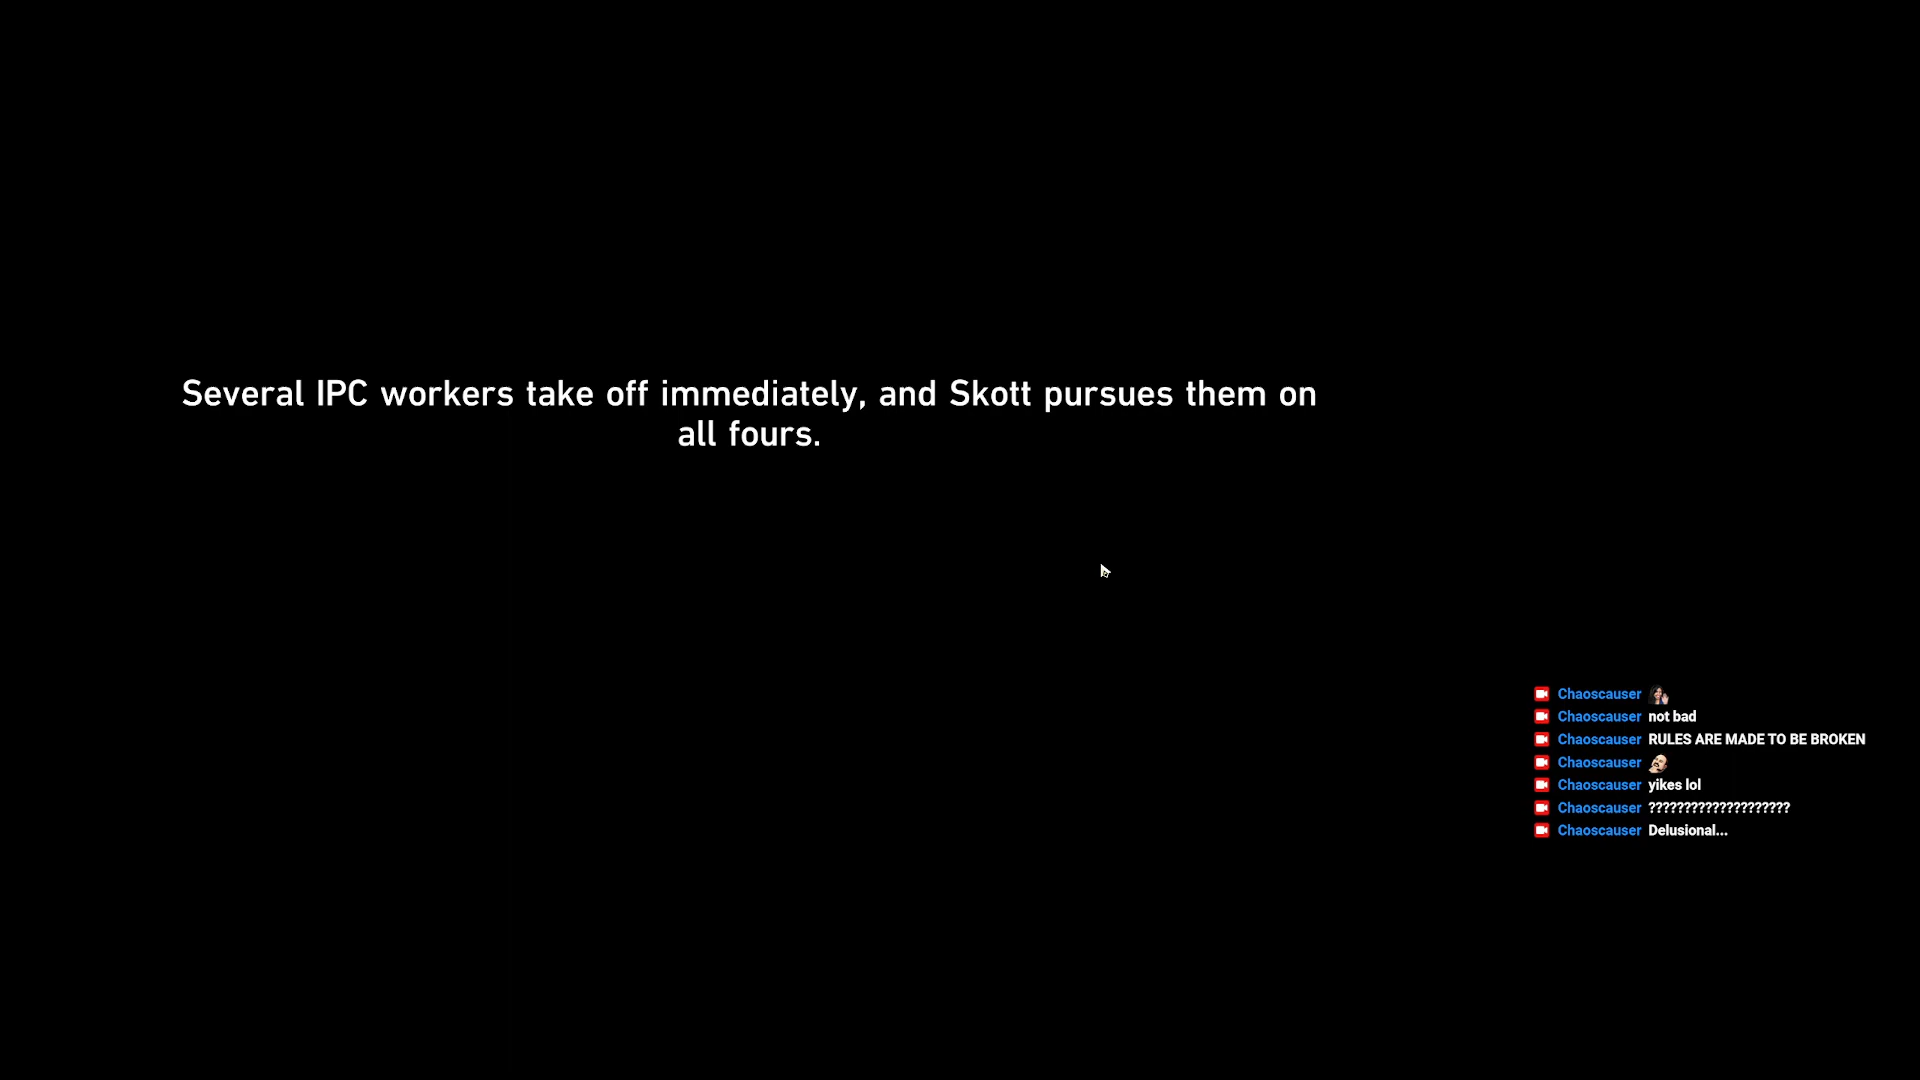 Several IPC workers take off immediately, and Skott pursues them on
all fours.
Chaoscauser
Chaoscauser not bad
Chaoscauser RULES ARE MADE TO BE BROKEN
Chaoscauser
Chaoscauser yikes lol
Chaoscauser ????????????????????
Chaoscauser Delusional...